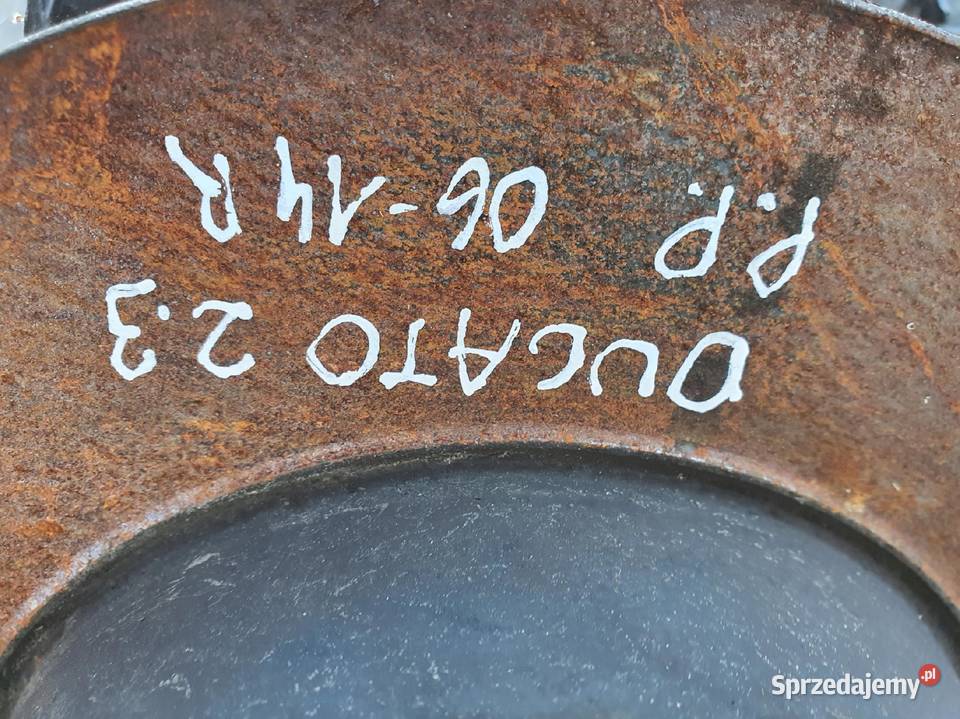 DUCATO 2.3
P.P. 06-14R
Sprzedajemy.pl